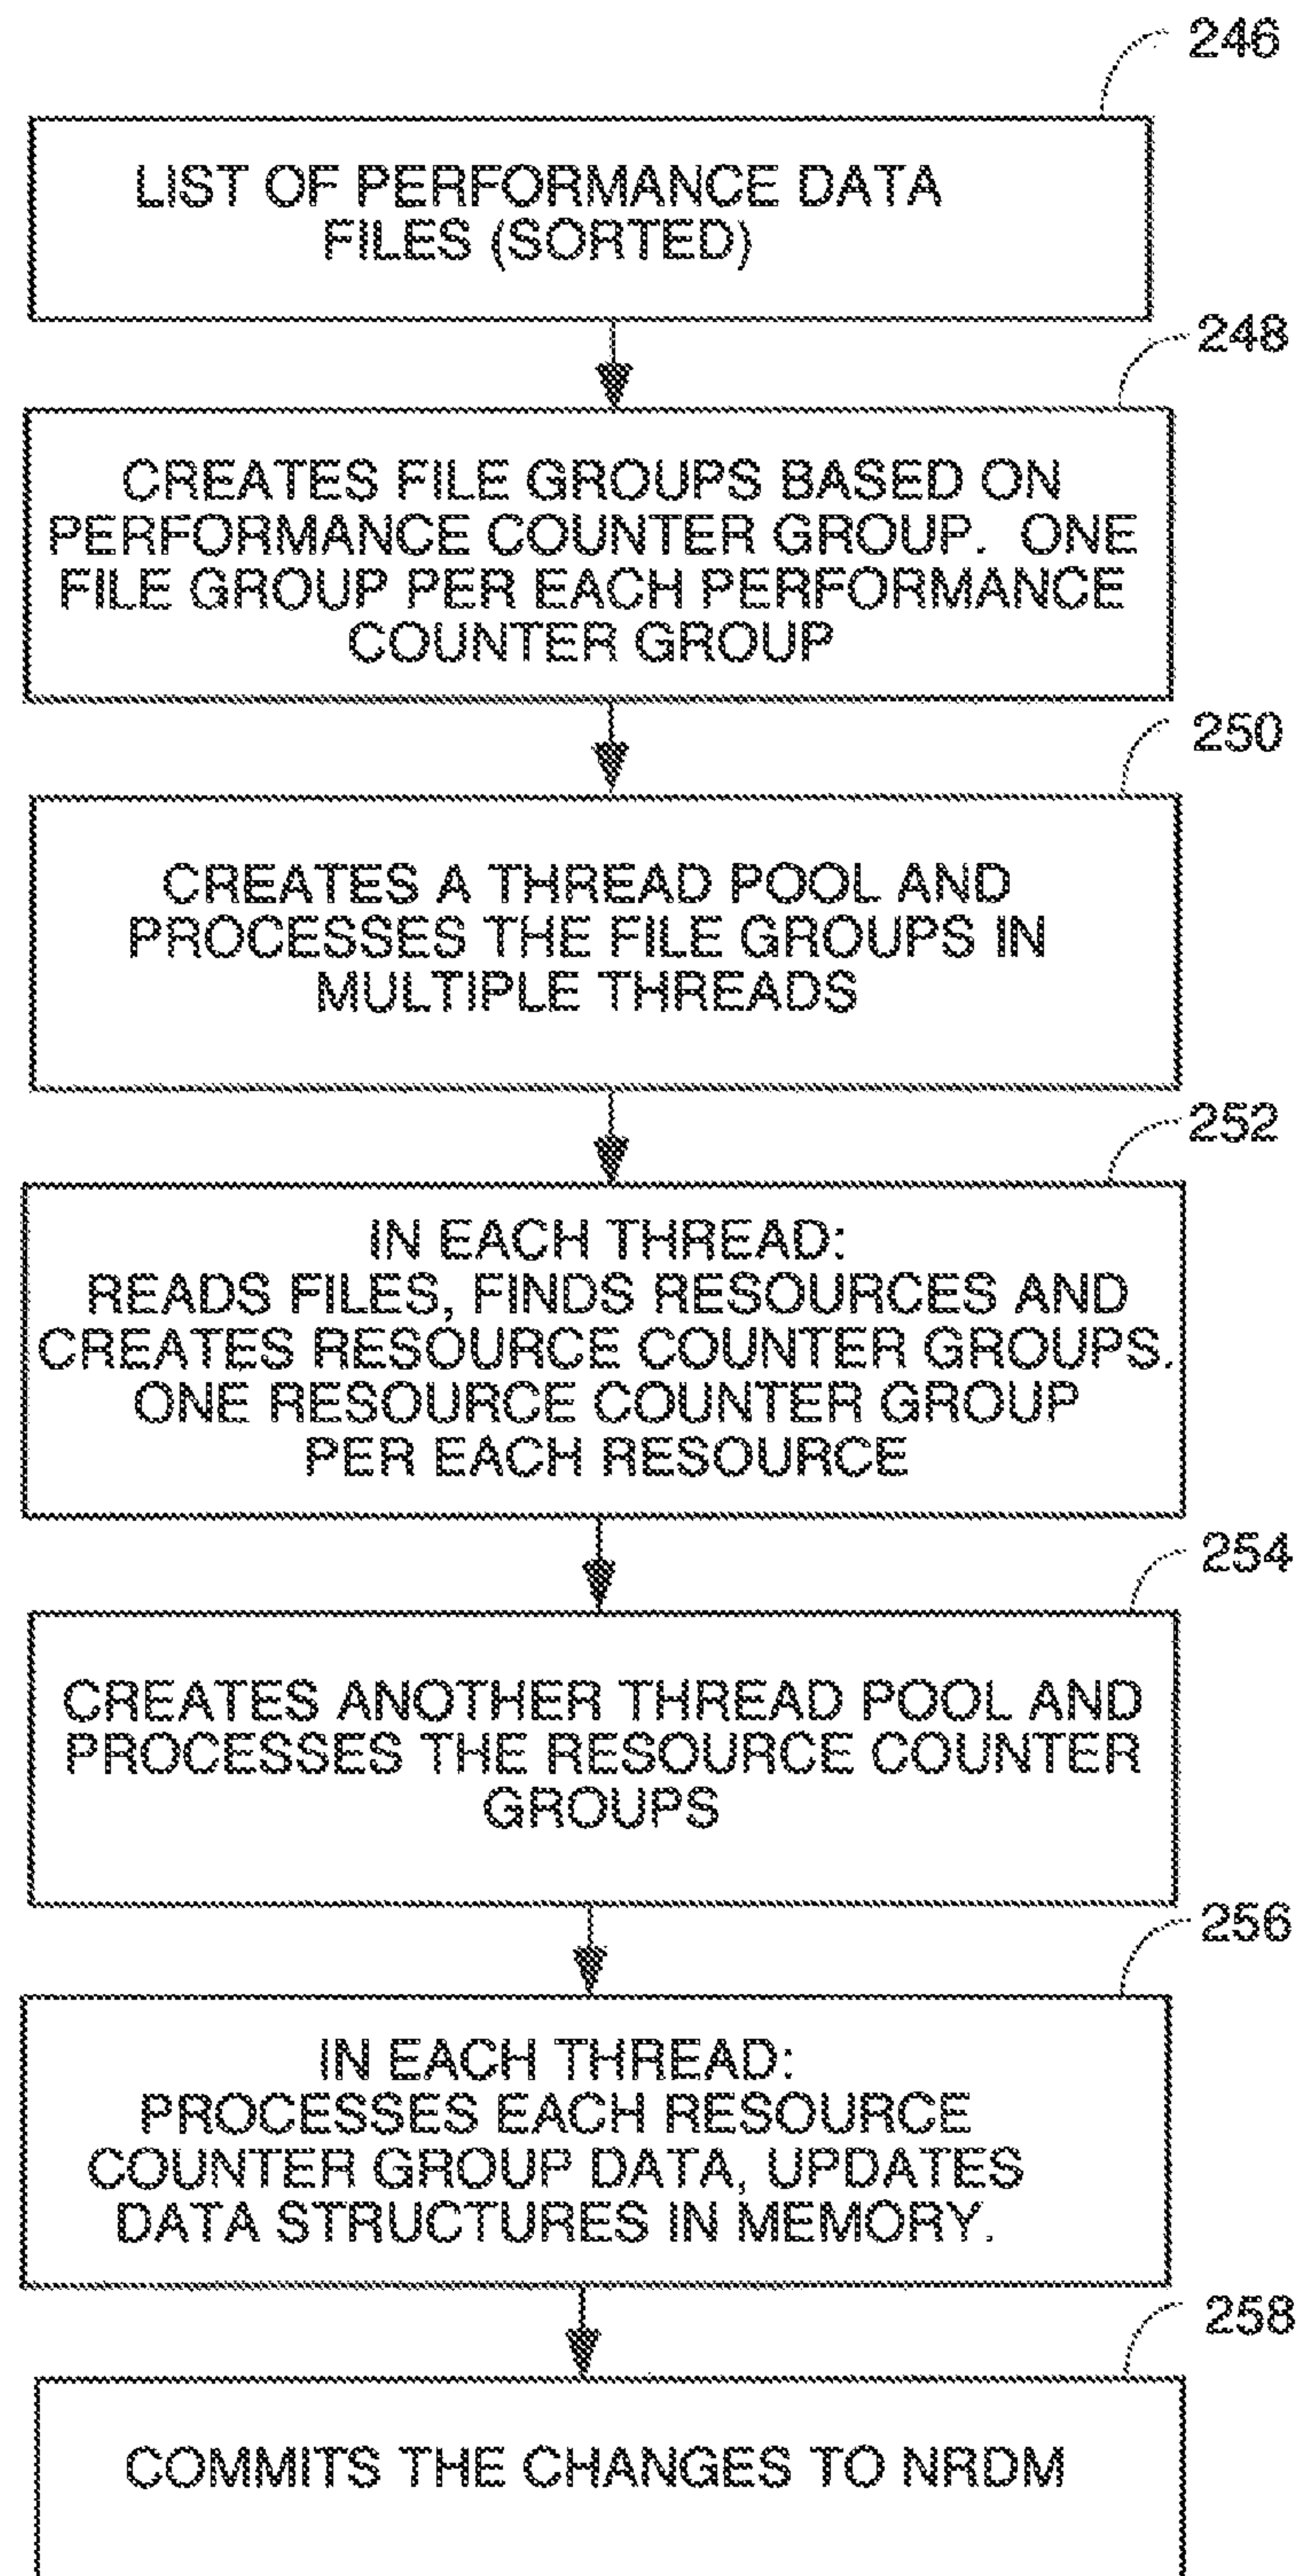 246
LIST OF PERFORMANCE DATA
FILES (SORTED)
248
CREATES FILE GROUPS BASED ON
PERFORMANCE COUNTER GROUP. ONE
FILE GROUP PER EACH PERFORMANCE
COUNTER GROUP
250
CREATES A THREAD POOL AND
PROCESSES THE FILE GROUPS IN
MULTIPLE THREADS
252
IN EACH THREAD:
READS FILES, FINDS RESOURCES AND
CREATES RESOURCE COUNTER GROUPS.
ONE RESOURCE COUNTER GROUP
PER EACH RESOURCE
254
CREATES ANOTHER THREAD POOL AND
PROCESSES THE RESOURCE COUNTER
GROUPS
256
IN EACH THREAD:
PROCESSES EACH RESOURCE
COUNTER GROUP DATA, UPDATES
DATA STRUCTURES IN MEMORY.
258
COMMITS THE CHANGES TO NRDM